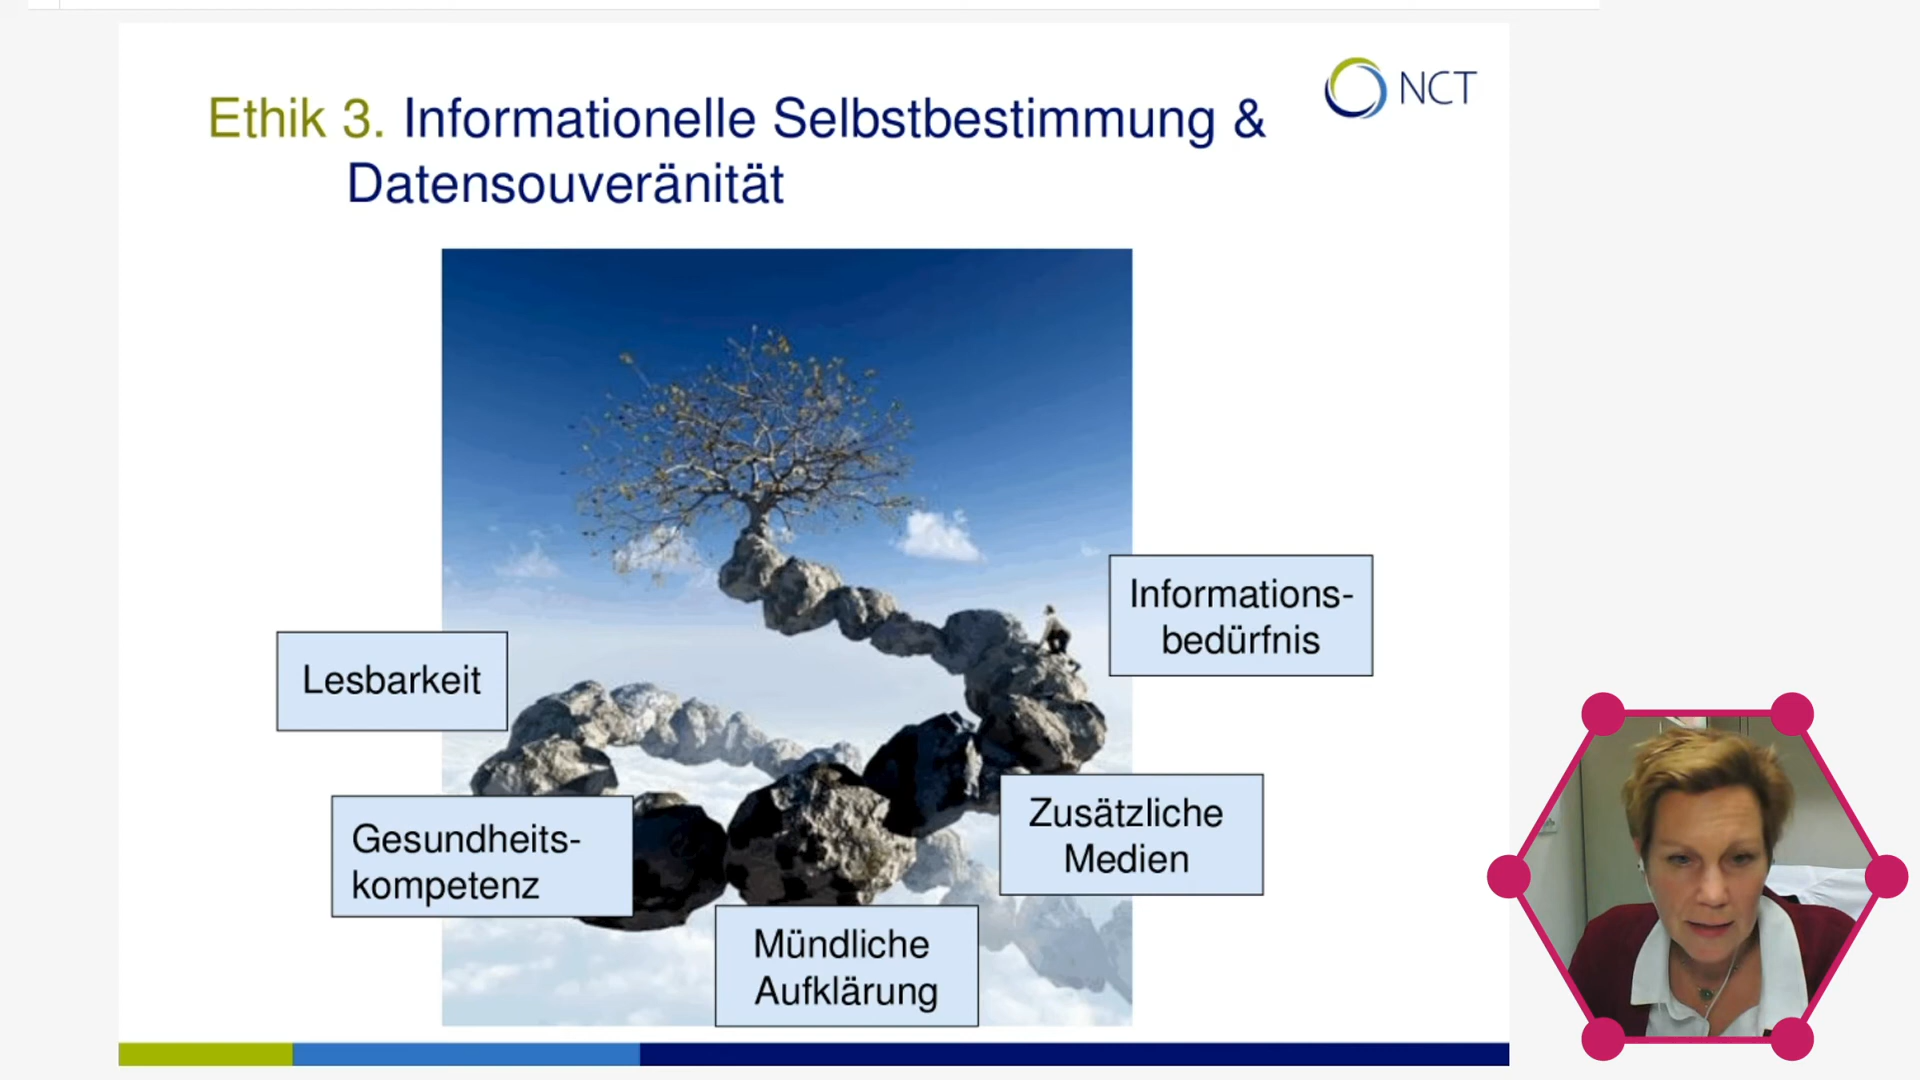 NCT
Ethik 3. Informationelle Selbstbestimmung &
Datensouveränität
Informations-
bedürfnis
Lesbarkeit
Zusätzliche
Medien
Gesundheits-
kompetenz
Mündliche
Aufklärung